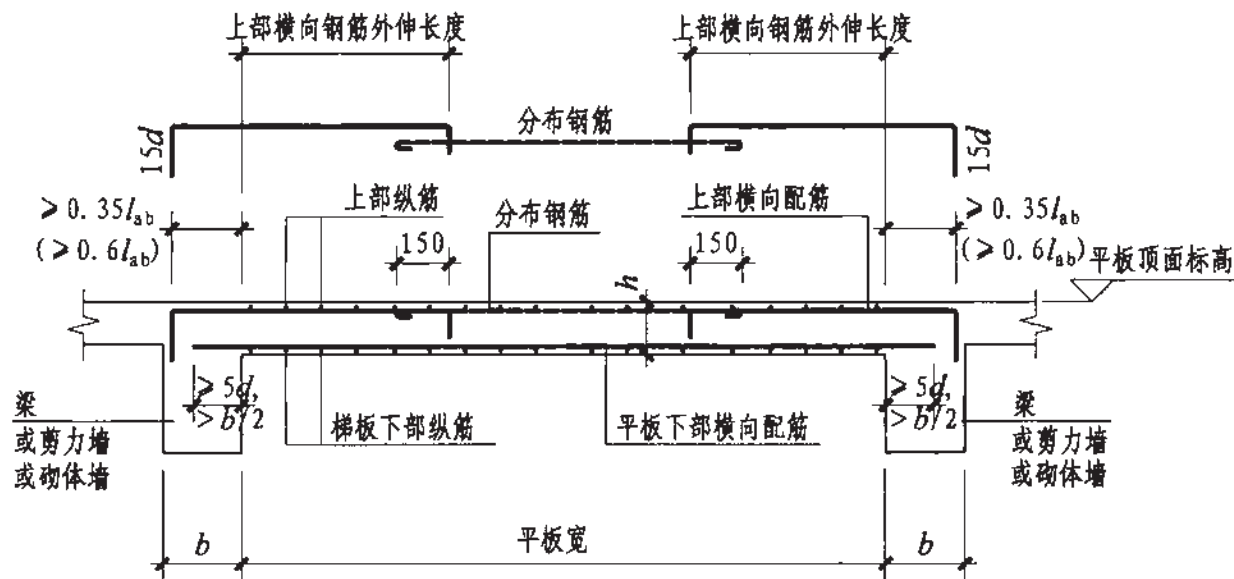 上部横向钢筋外伸长度
上部横向钢筋外伸长度
分布钢筋
15d
15d
≥0.35lab
(≥0.6lab)
上部纵筋
分布钢筋
上部横向配筋
≥0.35lab
(≥0.6lab)
平板顶面标高
150
150
h
≥5d,
≥b/2
≥5d,
≥b/2
梁
或剪力墙
或砌体墙
梯板下部纵筋
平板下部横向配筋
梁
或剪力墙
或砌体墙
b
平板宽
b